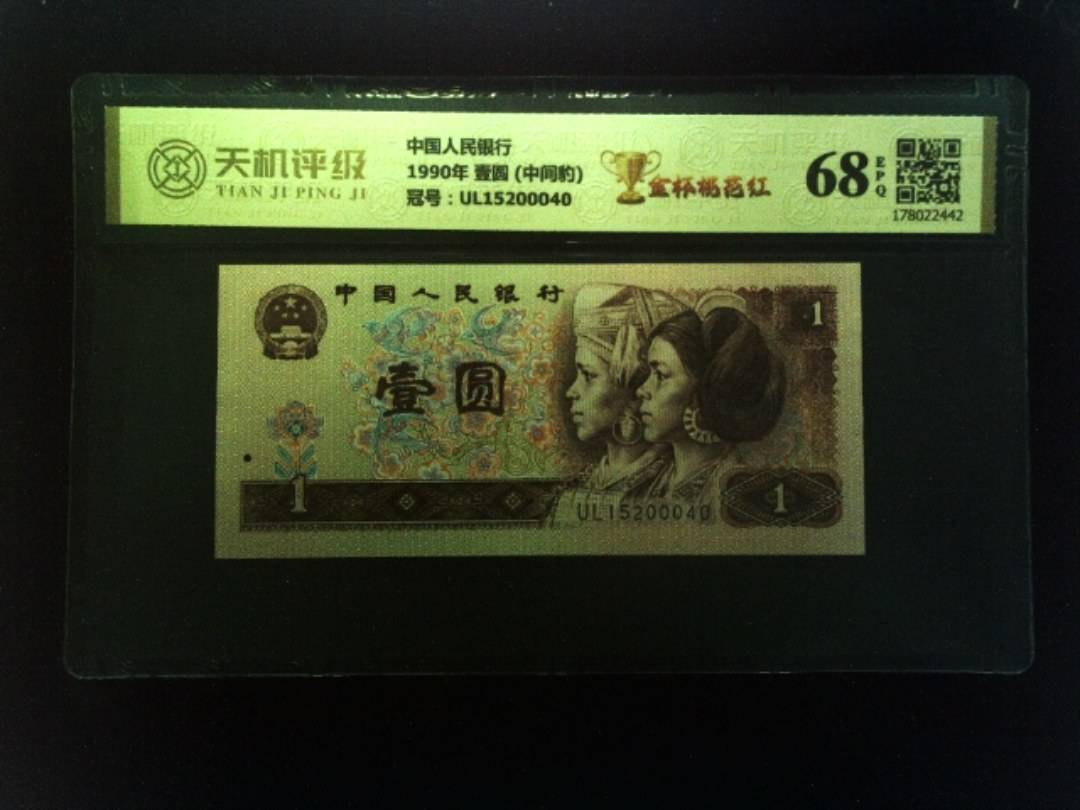 天机评级
TIAN JI PING JI
中国人民银行
1990年 壹圆 (中间豹)
冠号：UL15200040
金杯桃花红
68
EPQ
178022442
中国人民银行
1
壹圆
1
UL15200040
1